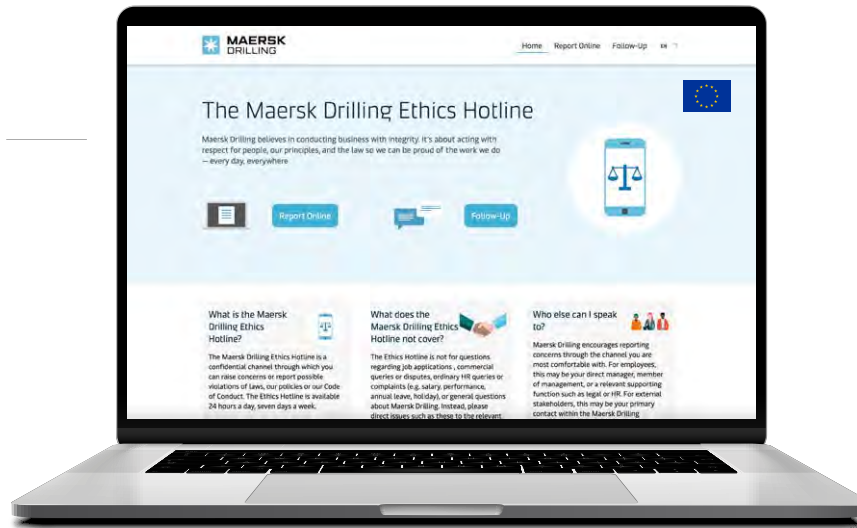 MAERSK
DRILLING
Home Report Online Follow-Up EN
The Maersk Drilling Ethics Hotline
Maersk Drilling believes in conducting business with integrity. It's about acting with
respect for people, our principles, and the law so we can be proud of the work we do
– every day, everywhere
Report Online
Follow-Up
What is the Maersk
Drilling Ethics
Hotline?
The Maersk Drilling Ethics Hotline is a
confidential channel through which you
can raise concerns or report possible
violations of laws, our policies or our Code
of Conduct. The Ethics Hotline is available
24 hours a day, seven days a week.
What does the
Maersk Drilling Ethics
Hotline not cover?
The Ethics Hotline is not for questions
regarding job applications , commercial
queries or disputes, ordinary HR queries or
complaints (e.g. salary, performance,
annual leave, holiday), or general questions
about Maersk Drilling. Instead, please
direct issues such as these to the relevant
Who else can I speak
to?
Maersk Drilling encourages reporting
concerns through the channel you are
most comfortable with. For employees,
this may be your direct manager, member
of management, or a relevant supporting
function such as legal or HR. For external
stakeholders, this may be your primary
contact within the Maersk Drilling